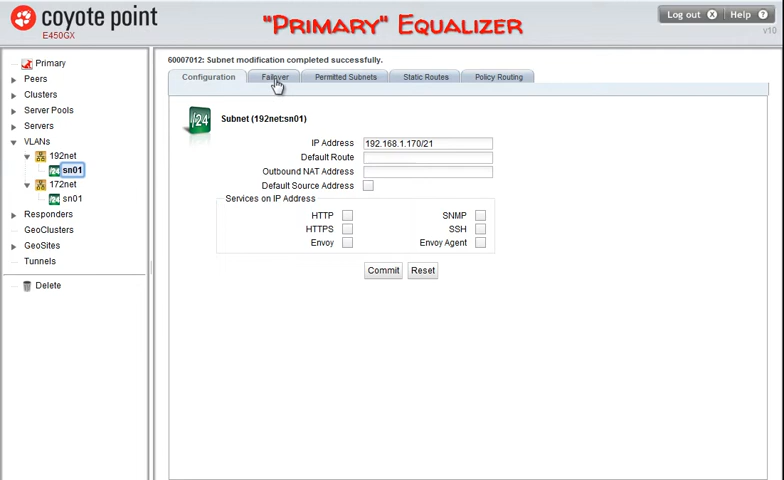 coyote point
E450GX
"Primary" Equalizer
Log out
Help
v10
Primary
Peers
Clusters
Server Pools
Servers
VLANs
192net
sn01
172net
sn01
Responders
GeoClusters
GeoSites
Tunnels
Delete
60007012: Subnet modification completed successfully.
Configuration
Failover
Permitted Subnets
Static Routes
Policy Routing
/24
Subnet (192net:sn01)
IP Address 192.168.1.170/21
Default Route
Outbound NAT Address
Default Source Address
Services on IP Address
HTTP SNMP
HTTPS SSH
Envoy Envoy Agent
Commit Reset